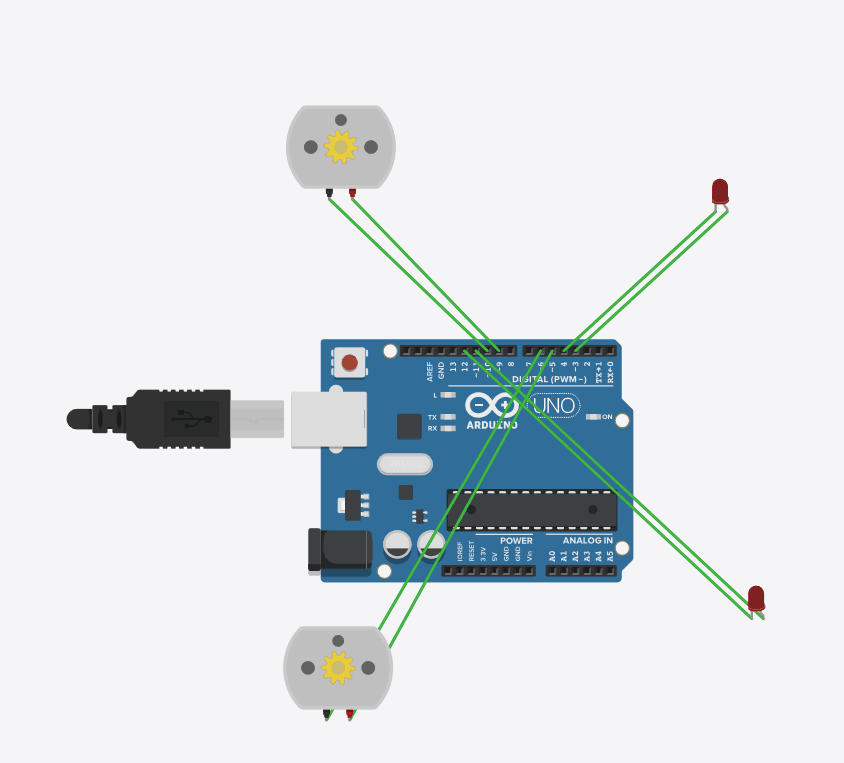 AREF
GND
13
12
~11
~10
~9
8
7
~6
~5
4
~3
2
TX→1
RX←0
DIGITAL (PWM~)
L
TX
RX
ARDUINO
UNO
ON
POWER
ANALOG IN
IOREF
RESET
3.3V
5V
GND
GND
Vin
A0
A1
A2
A3
A4
A5